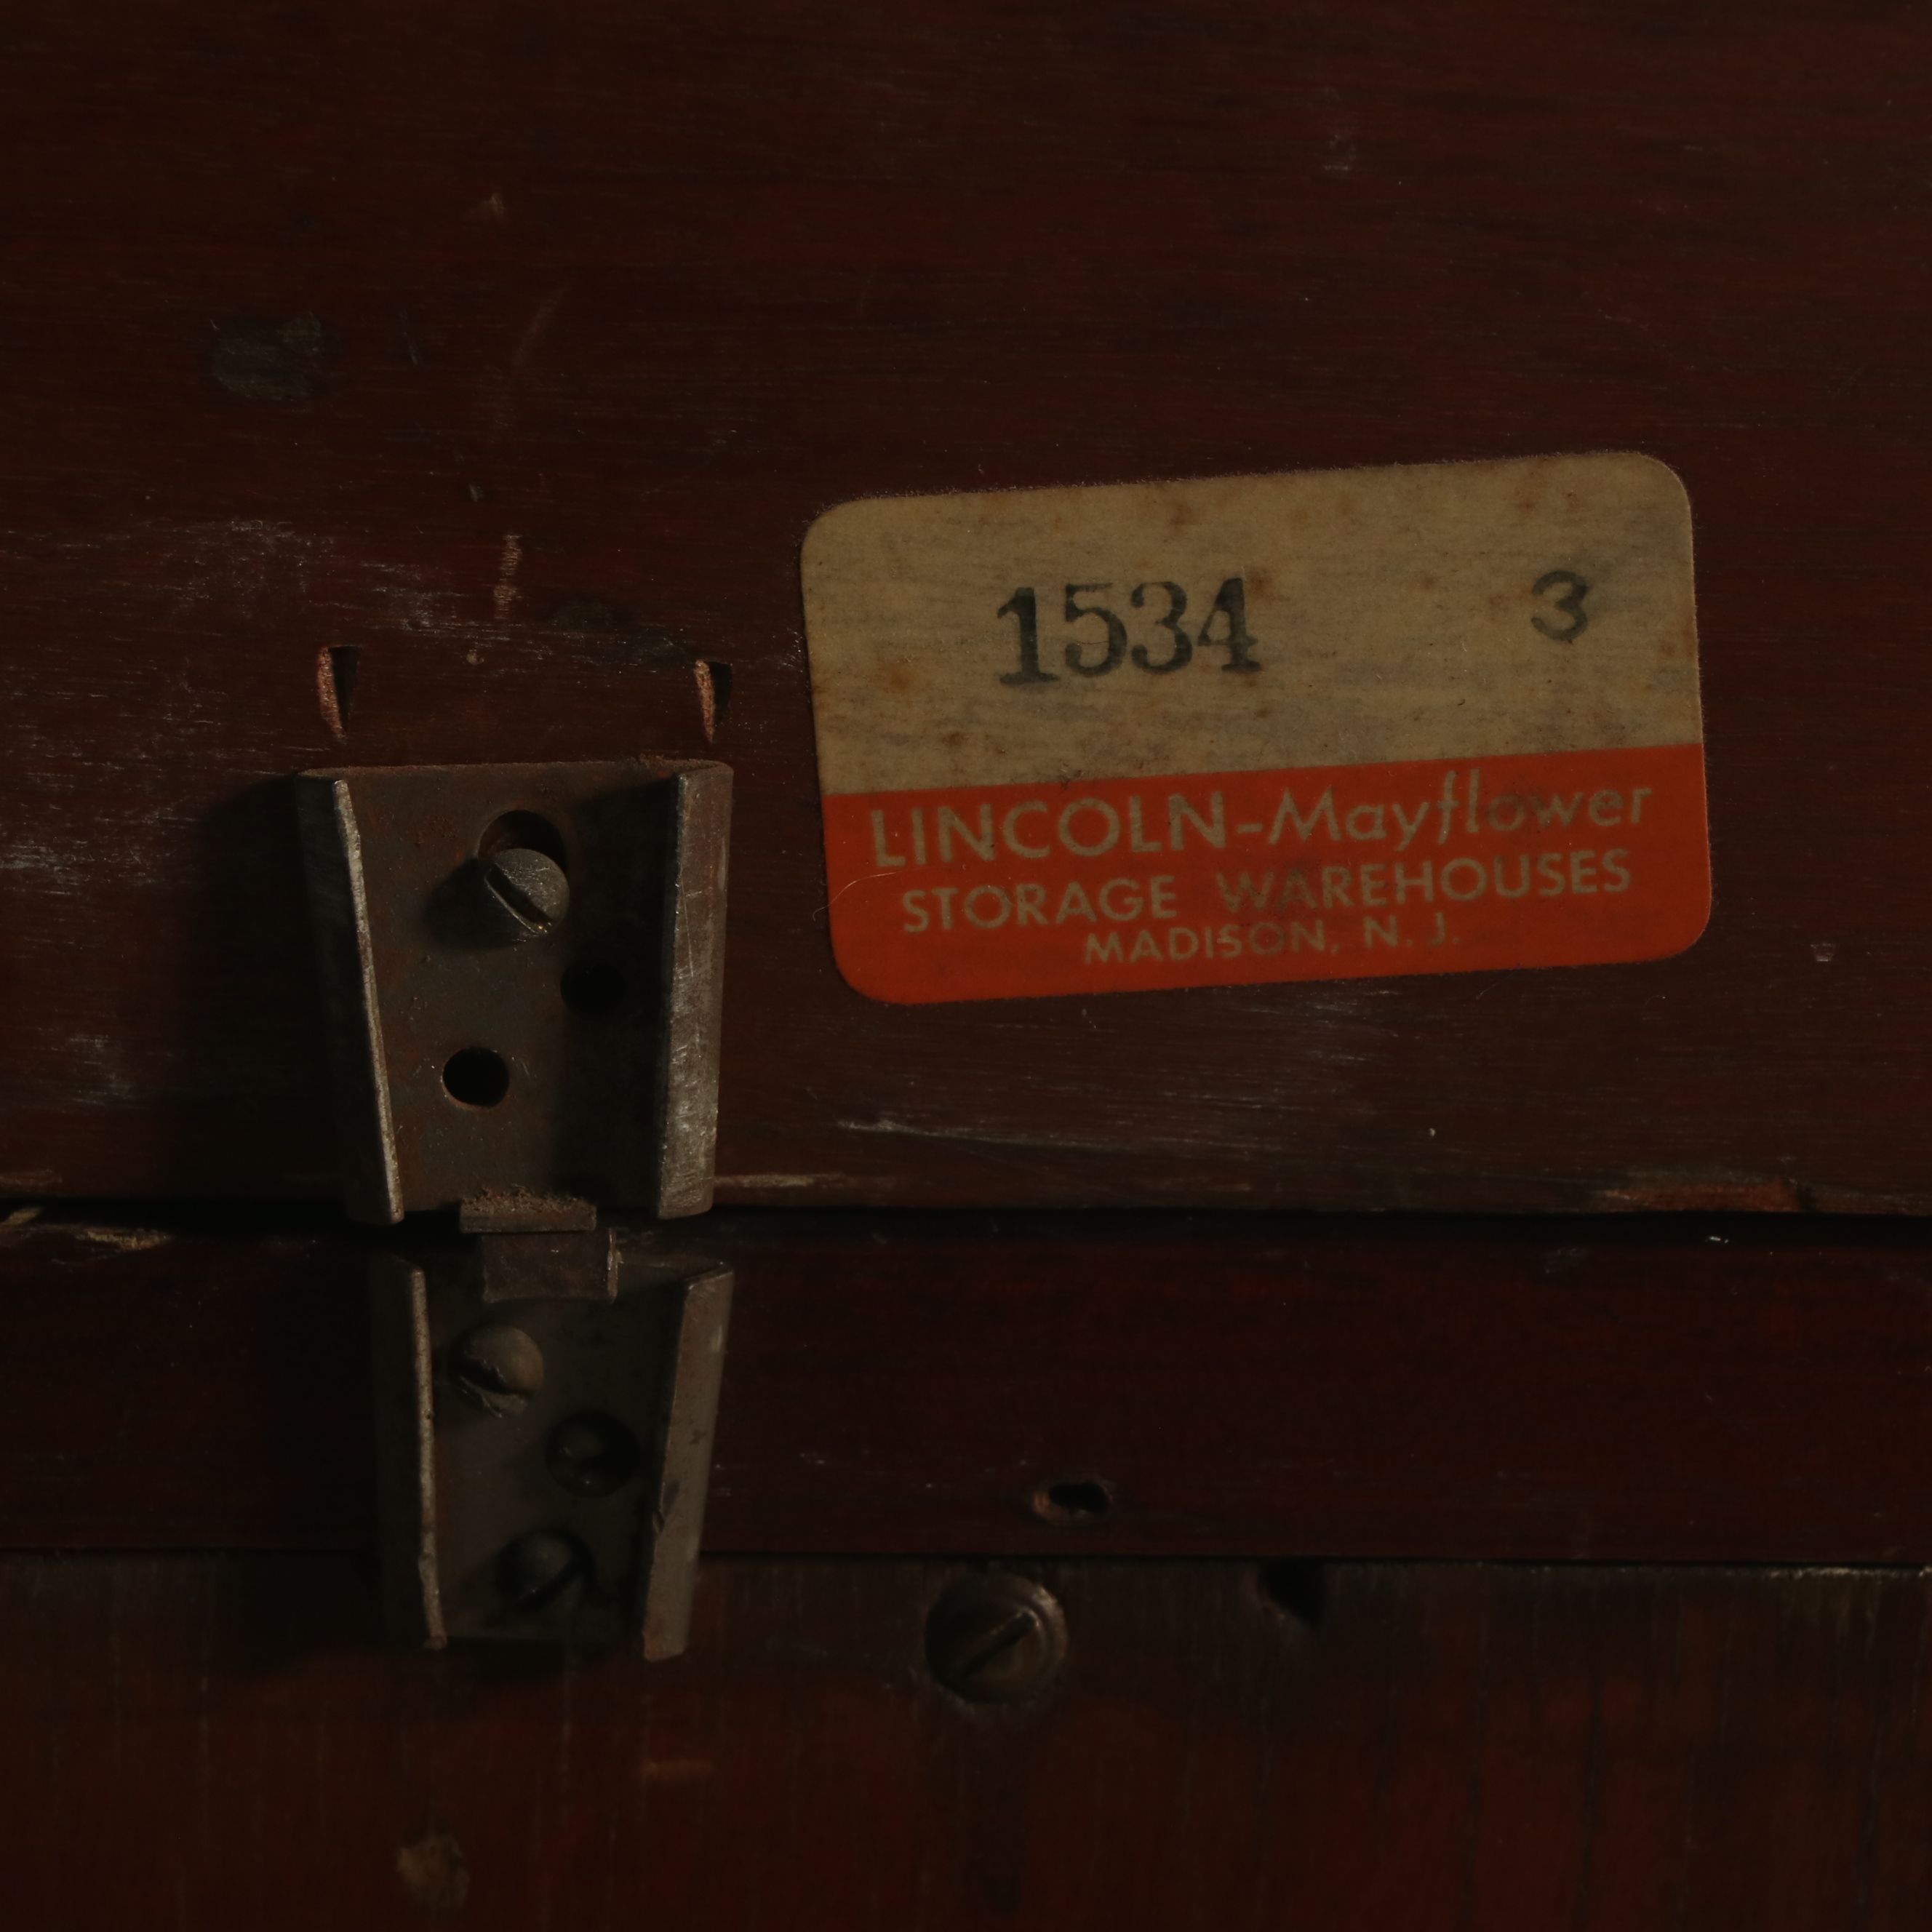 1534 3
LINCOLN-Mayflower
STORAGE WAREHOUSES
MADISON, N. J.